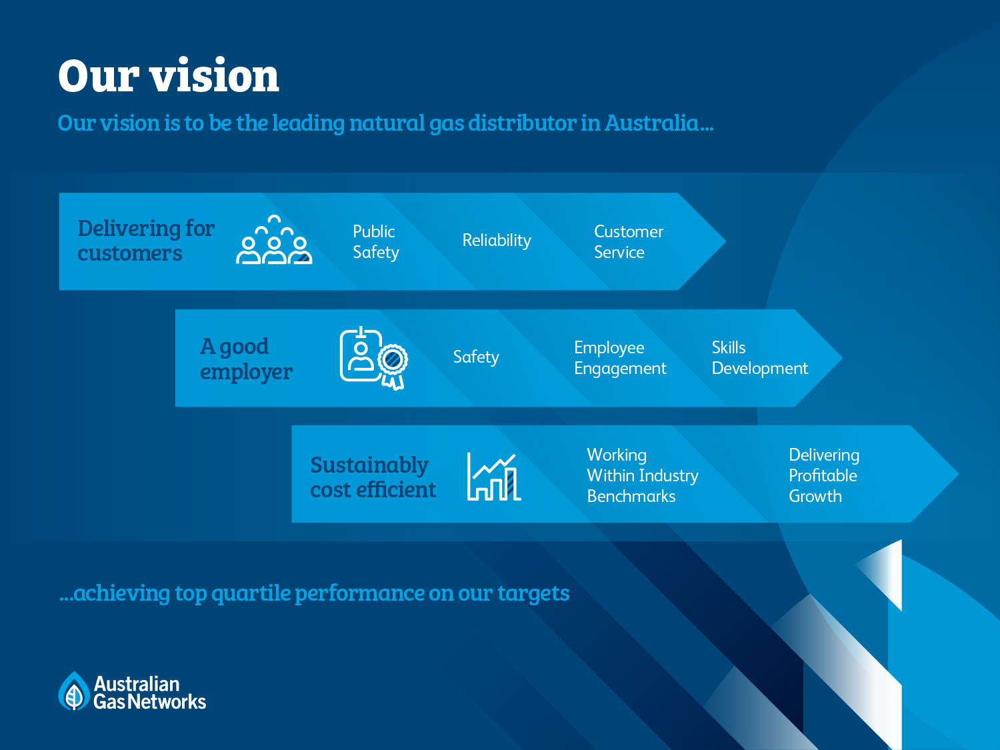 Our vision
Our vision is to be the leading natural gas distributor in Australia...
Delivering for
customers
Public
Safety
Reliability
Customer
Service
A good
employer
Safety
Employee
Engagement
Skills
Development
Sustainably
cost efficient
Working
Within Industry
Benchmarks
Delivering
Profitable
Growth
...achieving top quartile performance on our targets
Australian
Gas Networks